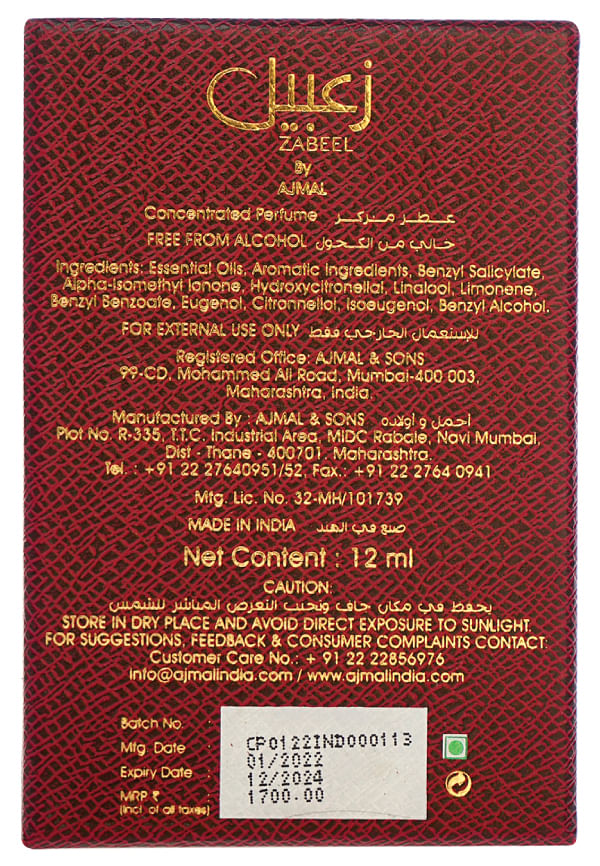 زعبيل
ZABEEL
By
AJMAL
Concentrated Perfume عطر مركز
FREE FROM ALCOHOL خالي من الكحول
Ingredients: Essential Oils, Aromatic Ingredients, Benzyl Salicylate,
Alpha-Isomethyl Ionone, Hydroxycitronellal, Linalool, Limonene,
Benzyl Benzoate, Eugenol, Citronnellol, Isoeugenol, Benzyl Alcohol.
FOR EXTERNAL USE ONLY للإستعمال الخارجي فقط
Registered Office: AJMAL & SONS
99-CD, Mohammed Ali Road, Mumbai-400 003,
Maharashtra, India.
Manufactured By : AJMAL & SONS أجمل و أولاده
Plot No. R-335, T.T.C. Industrial Area, MIDC Rabale, Navi Mumbai,
Dist - Thane - 400701. Maharashtra.
Tel. : +91 22 27640951/52, Fax.: +91 22 2764 0941
Mfg. Lic. No. 32-MH/101739
MADE IN INDIA صنع في الهند
Net Content : 12 ml
CAUTION:
يحفظ في مكان جاف وتجنب التعرض المباشر للشمس
STORE IN DRY PLACE AND AVOID DIRECT EXPOSURE TO SUNLIGHT.
FOR SUGGESTIONS, FEEDBACK & CONSUMER COMPLAINTS CONTACT:
Customer Care No.: + 91 22 22856976
info@ajmalindia.com / www.ajmalindia.com
Batch No. : CP0122IND000113
Mfg. Date : 01/2022
Expiry Date : 12/2024
MRP ₹ : 1700.00
(incl. of all taxes)